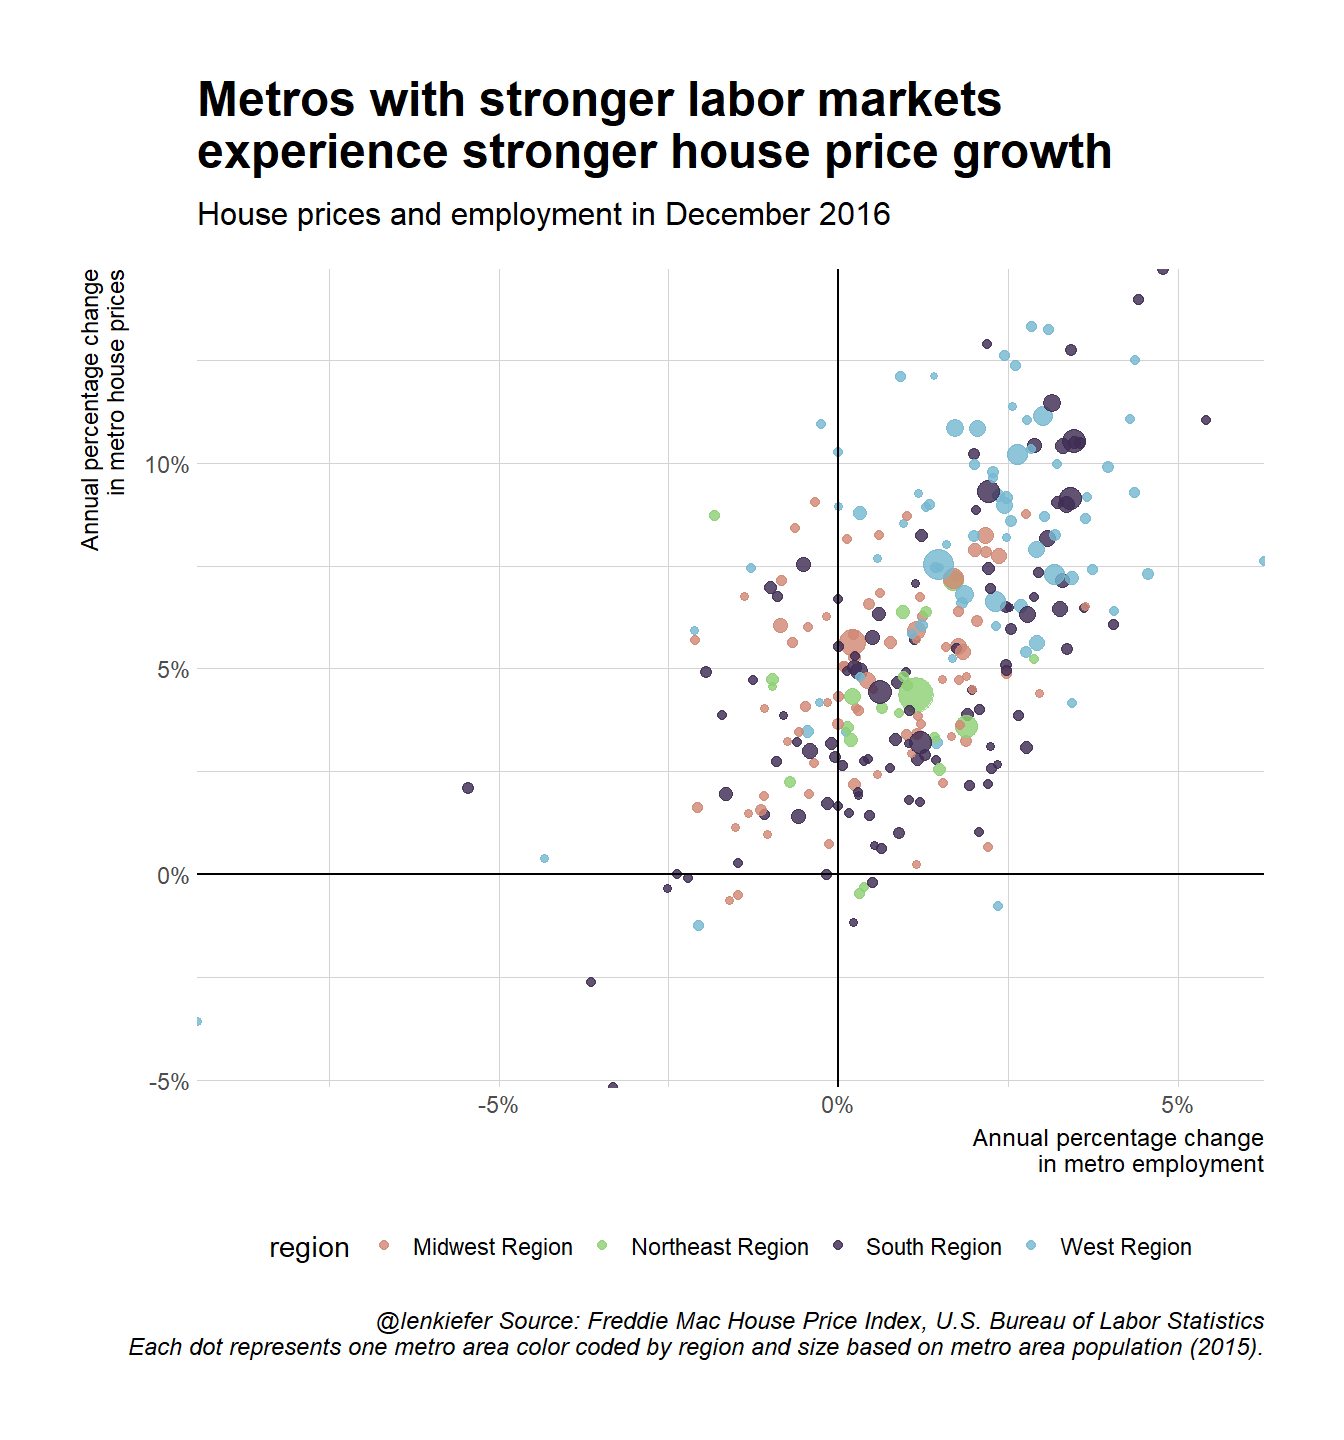 Metros with stronger labor markets
experience stronger house price growth
House prices and employment in December 2016
Annual percentage change
in metro house prices
10%
5%
0%
-5%
-5%
0%
5%
Annual percentage change
in metro employment
region
Midwest Region
Northeast Region
South Region
West Region
@lenkiefer Source: Freddie Mac House Price Index, U.S. Bureau of Labor Statistics
Each dot represents one metro area color coded by region and size based on metro area population (2015).